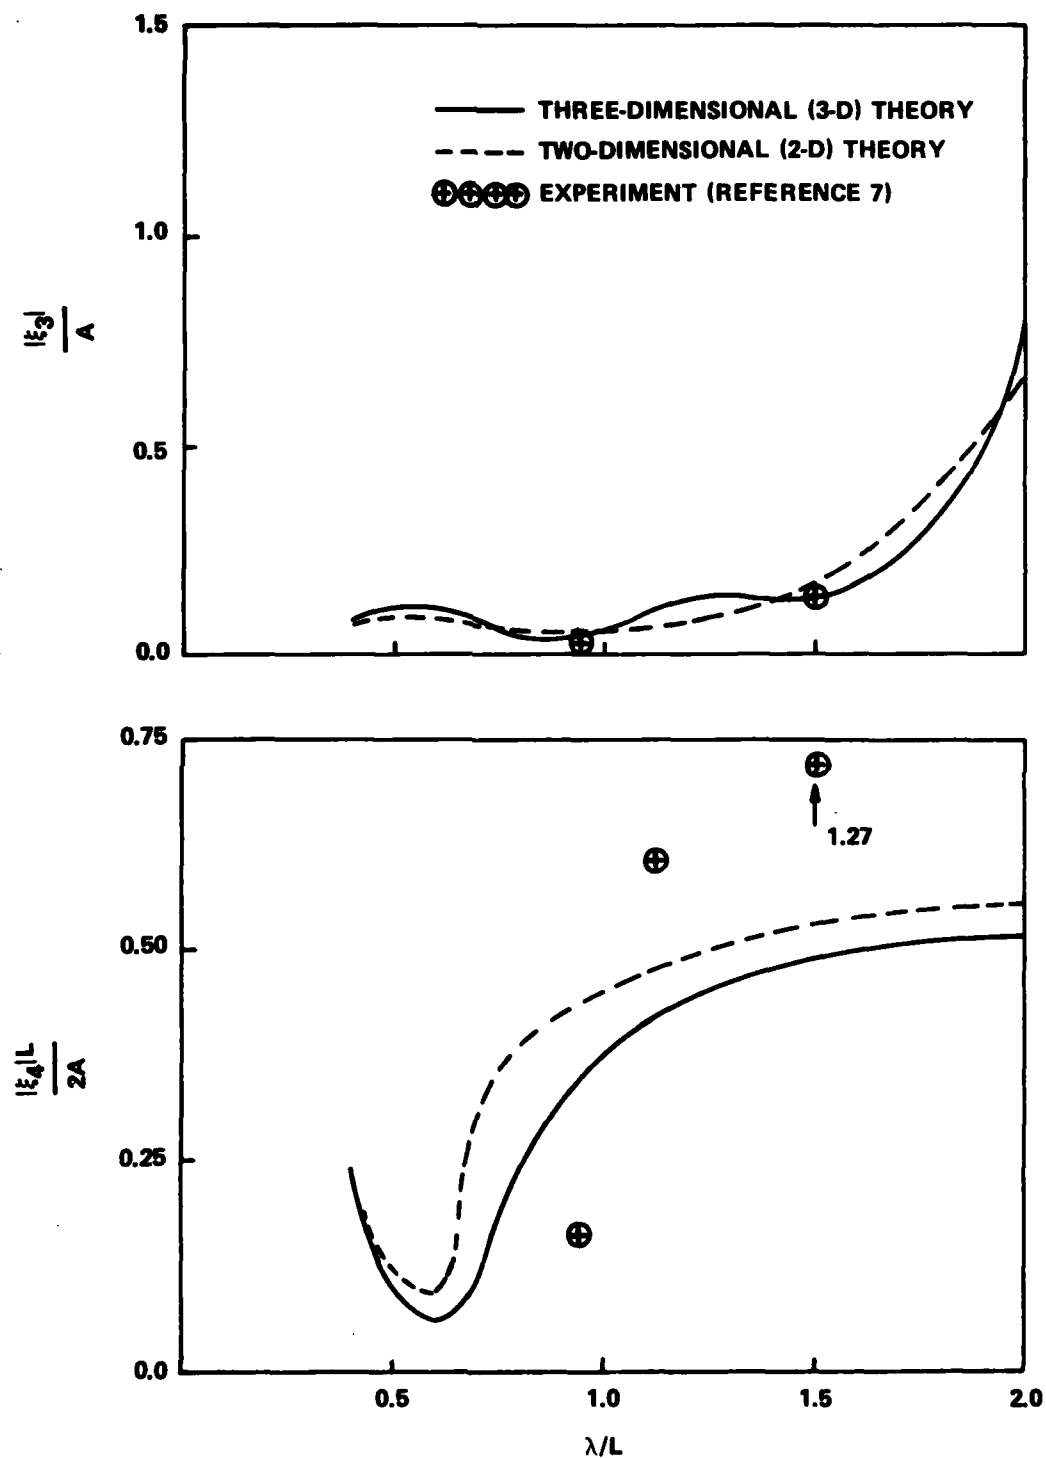 1.5
THREE-DIMENSIONAL (3-D) THEORY
TWO-DIMENSIONAL (2-D) THEORY
EXPERIMENT (REFERENCE 7)
1.0
|ξ3|
A
0.5
0.0
0.75
1.27
0.50
|ξ4|L
2A
0.25
0.0
0.5 1.0 1.5 2.0
λ/L